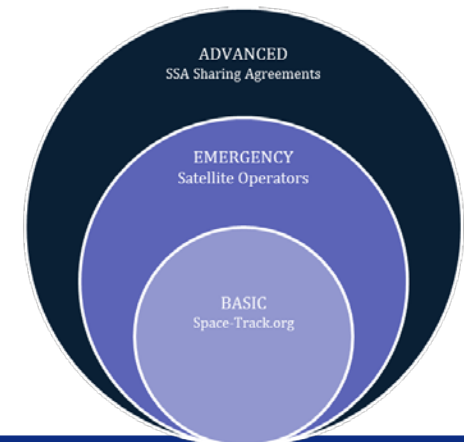 ADVANCED
SSA Sharing Agreements
EMERGENCY
Satellite Operators
BASIC
Space-Track.org